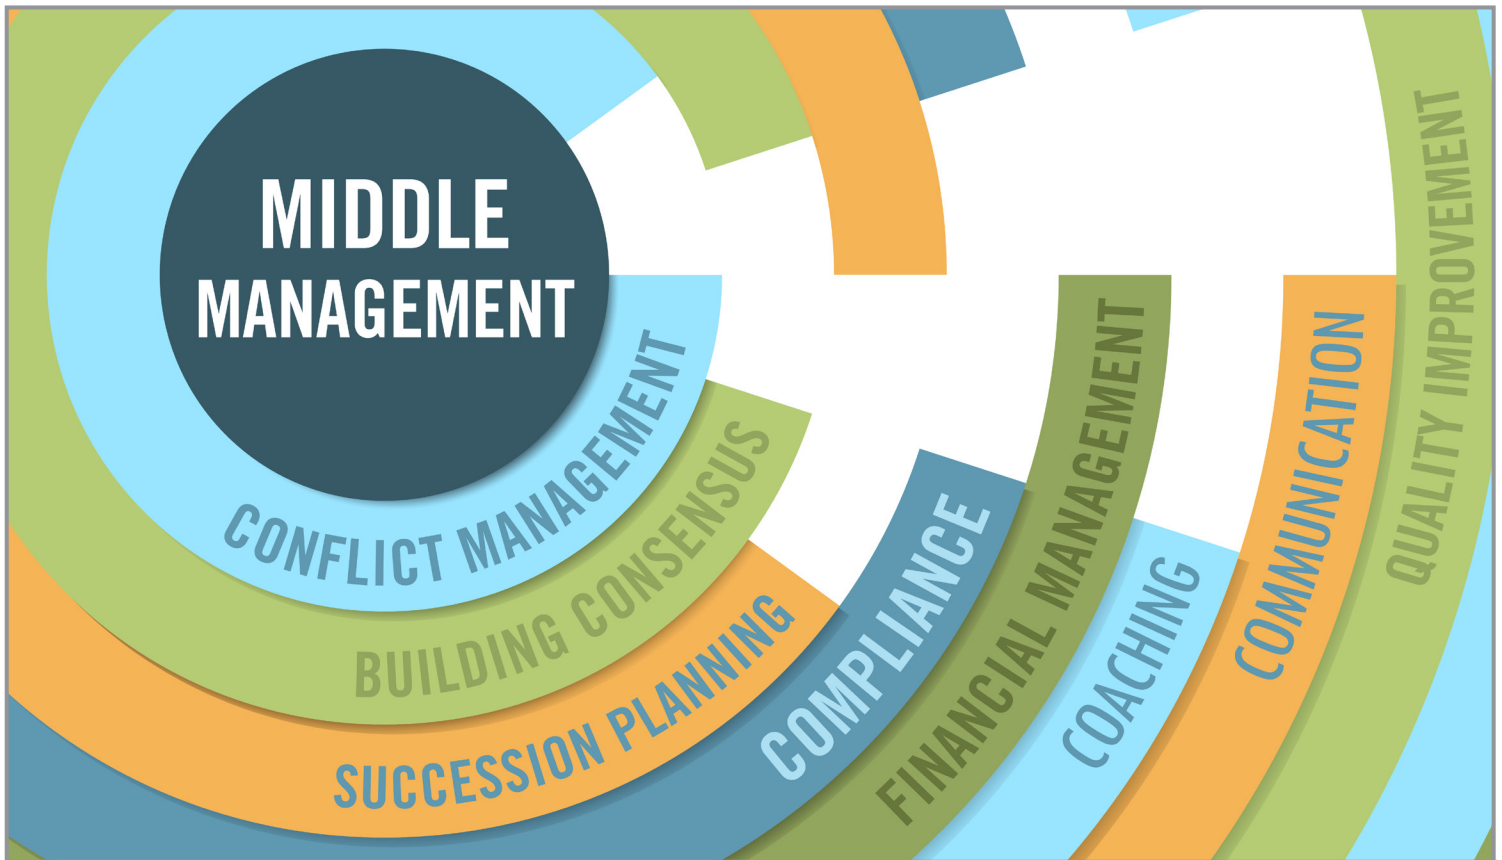 MIDDLE
MANAGEMENT
CONFLICT MANAGEMENT
BUILDING CONSENSUS
SUCCESSION PLANNING
COMPLIANCE
FINANCIAL MANAGEMENT
COACHING
COMMUNICATION
QUALITY IMPROVEMENT